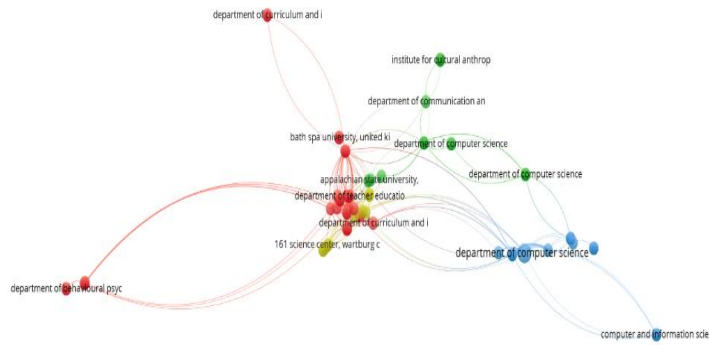 department of curriculum and i
institute for cultural anthrop
department of communication an
bath spa university, united ki
department of computer science
appalachian state university,
department of computer science
department of teacher educatio
department of curriculum and i
161 science center, wartburg c
department of computer science
department of behavioural psyc
computer and information scie